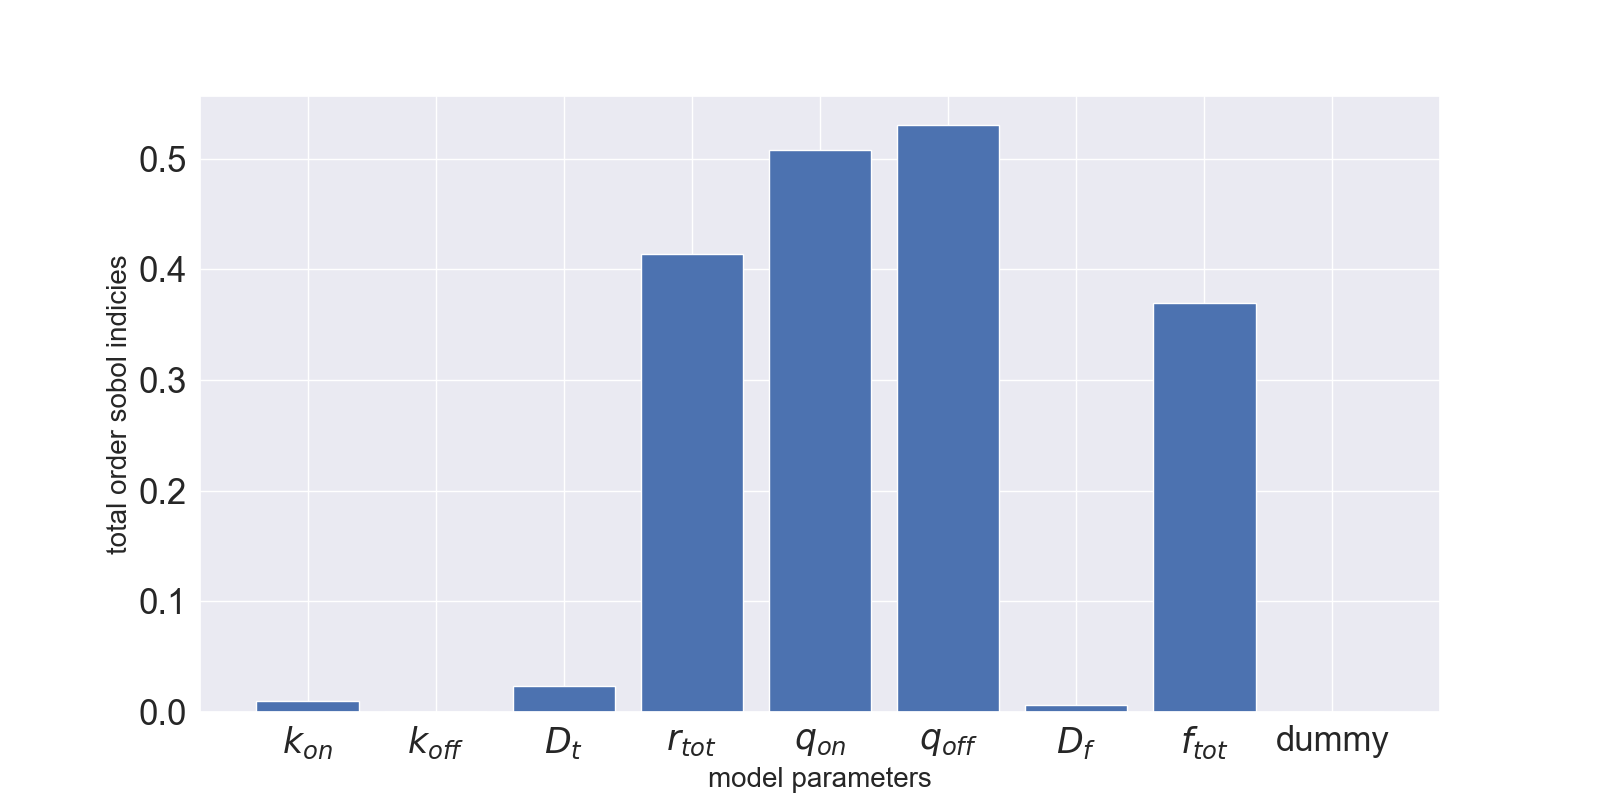 total order sobol indicies
0.5
0.4
0.3
0.2
0.1
0.0
k_on k_off D_t r_tot q_on q_off D_f f_tot dummy
model parameters